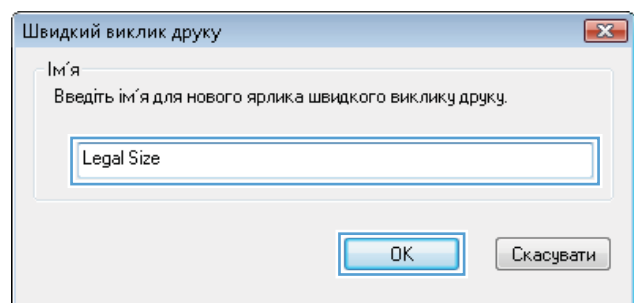 Швидкий виклик друку
Ім´я
Введіть ім´я для нового ярлика швидкого виклику друку.
Legal Size
OK
Скасувати